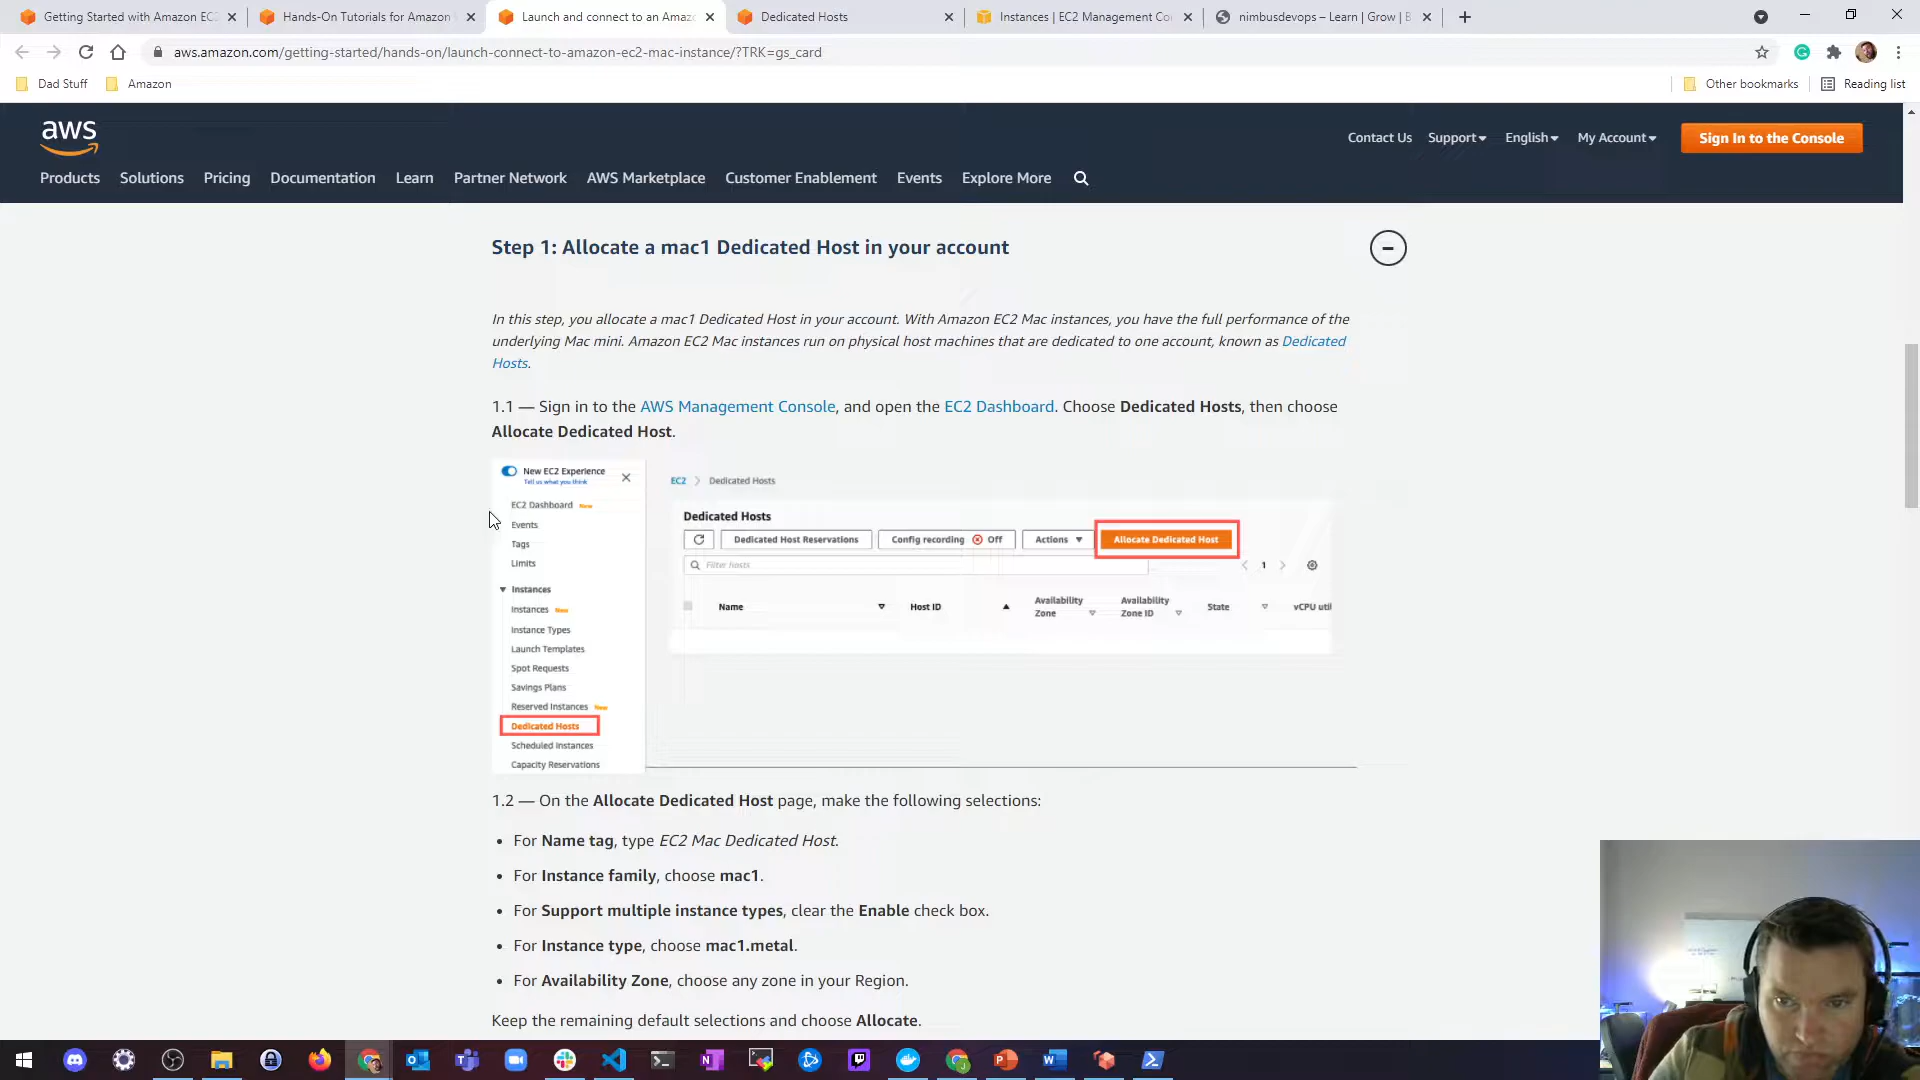 Getting Started with Amazon EC2
Hands-On Tutorials for Amazon
Launch and connect to an Amaz
Dedicated Hosts
Instances | EC2 Management Co
nimbusdevops – Learn | Grow | B
aws.amazon.com/getting-started/hands-on/launch-connect-to-amazon-ec2-mac-instance/?TRK=gs_card
Dad Stuff
Amazon
Other bookmarks
Reading list
aws
Contact Us
Support
English
My Account
Sign In to the Console
Products
Solutions
Pricing
Documentation
Learn
Partner Network
AWS Marketplace
Customer Enablement
Events
Explore More
Step 1: Allocate a mac1 Dedicated Host in your account
In this step, you allocate a mac1 Dedicated Host in your account. With Amazon EC2 Mac instances, you have the full performance of the
underlying Mac mini. Amazon EC2 Mac instances run on physical host machines that are dedicated to one account, known as Dedicated
Hosts.
1.1 — Sign in to the AWS Management Console, and open the EC2 Dashboard. Choose Dedicated Hosts, then choose
Allocate Dedicated Host.
New EC2 Experience
Tell us what you think
EC2 Dashboard New
Events
Tags
Limits
Instances
Instances New
Instance Types
Launch Templates
Spot Requests
Savings Plans
Reserved Instances New
Dedicated Hosts
Scheduled Instances
Capacity Reservations
EC2 > Dedicated Hosts
Dedicated Hosts
Dedicated Host Reservations
Config recording Off
Actions
Allocate Dedicated Host
Filter hosts
1
Name
Host ID
Availability
Zone
Availability
Zone ID
State
vCPU util
1.2 — On the Allocate Dedicated Host page, make the following selections:
• For Name tag, type EC2 Mac Dedicated Host.
• For Instance family, choose mac1.
• For Support multiple instance types, clear the Enable check box.
• For Instance type, choose mac1.metal.
• For Availability Zone, choose any zone in your Region.
Keep the remaining default selections and choose Allocate.